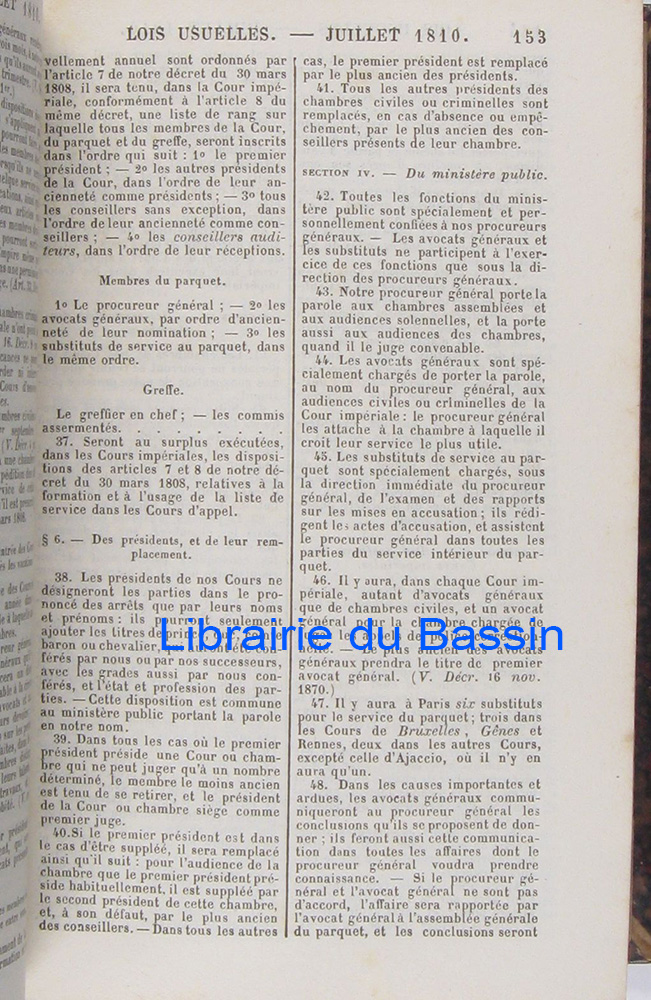 LOIS USUELLES. — JUILLET 1810. 153
vellement annuel sont ordonnés par
l'article 7 de notre décret du 30 mars
1808, il sera tenu, dans la Cour impé-
riale, conformément à l'article 8 du
même décret, une liste de rang sur
laquelle tous les membres de la Cour,
du parquet et du greffe, seront inscrits
dans l'ordre qui suit : 1º le premier
président ; — 2º les autres présidents
de la Cour, dans l'ordre de leur an-
cienneté comme présidents ; — 3º tous
les conseillers sans exception, dans
l'ordre de leur ancienneté comme con-
seillers ; — 4º les conseillers audi-
teurs, dans l'ordre de leur réceptions.
Membres du parquet.
1º Le procureur général ; — 2º les
avocats généraux, par ordre d'ancien-
neté de leur nomination ; — 3º les
substituts de service au parquet, dans
le même ordre.
Greffe.
Le greffier en chef ; — les commis
assermentés. . . . . . . . .
37. Seront au surplus exécutées,
dans les Cours impériales, les disposi-
tions des articles 7 et 8 de notre dé-
cret du 30 mars 1808, relatives à la
formation et à l'usage de la liste de
service dans les Cours d'appel.
§ 6. — Des présidents, et de leur rem-
placement.
38. Les présidents de nos Cours ne
désigneront les parties dans le pro-
noncé des arrêts que par leurs noms
et prénoms : ils pourront seulement
ajouter les titres de prince, duc, comte,
baron ou chevalier, qui ont été con-
férés par nous ou par nos successeurs,
avec les grades aussi par nous con-
férés, et l'état et profession des par-
ties. — Cette disposition est commune
au ministère public portant la parole
en notre nom.
39. Dans tous les cas où le premier
président préside une Cour ou cham-
bre qui ne peut juger qu'à un nombre
déterminé, le membre le moins ancien
est tenu de se retirer, et le président
de la Cour ou chambre siège comme
premier juge.
40. Si le premier président est dans
le cas d'être suppléé, il sera remplacé
ainsi qu'il suit : pour l'audience de la
chambre que le premier président pré-
side habituellement, il est suppléé par
le second président de cette chambre,
et, à son défaut, par le plus ancien
des conseillers. — Dans tous les autres
cas, le premier président est remplacé
par le plus ancien des présidents.
41. Tous les autres présidents des
chambres civiles ou criminelles sont
remplacés, en cas d'absence ou empê-
chement, par le plus ancien des con-
seillers présents de leur chambre.
SECTION IV. — Du ministère public.
42. Toutes les fonctions du minis-
tère public sont spécialement et per-
sonnellement confiées à nos procureurs
généraux. — Les avocats généraux et
les substituts ne participent à l'exer-
cice de ces fonctions que sous la di-
rection des procureurs généraux.
43. Notre procureur général porte la
parole aux chambres assemblées et
aux audiences solennelles, et la porte
aussi aux audiences des chambres,
quand il le juge convenable.
44. Les avocats généraux sont spé-
cialement chargés de porter la parole,
au nom du procureur général, aux
audiences civiles ou criminelles de la
Cour impériale : le procureur général
les attache à la chambre à laquelle il
croit leur service le plus utile.
45. Les substituts de service au par-
quet sont spécialement chargés, sous
la direction immédiate du procureur
général, de l'examen et des rapports
sur les mises en accusation ; ils rédi-
gent les actes d'accusation, et assistent
le procureur général dans toutes les
parties du service intérieur du par-
quet.
46. Il y aura, dans chaque Cour im-
périale, autant d'avocats généraux
que de chambres civiles, et un avocat
général pour la chambre chargée de
— Le plus ancien des avocats
généraux prendra le titre de premier
avocat général. (V. Décr. 16 nov.
1870.)
47. Il y aura à Paris six substituts
pour le service du parquet ; trois dans
les Cours de Bruxelles, Gênes et
Rennes, deux dans les autres Cours,
excepté celle d'Ajaccio, où il n'y en
aura qu'un.
48. Dans les causes importantes et
ardues, les avocats généraux commu-
niqueront au procureur général les
conclusions qu'ils se proposent de don-
ner ; ils feront aussi cette communica-
tion dans toutes les affaires dont le
procureur général voudra prendre
connaissance. — Si le procureur gé-
néral et l'avocat général ne sont pas
d'accord, l'affaire sera rapportée par
l'avocat général à l'assemblée générale
du parquet, et les conclusions seront
Librairie du Bassin